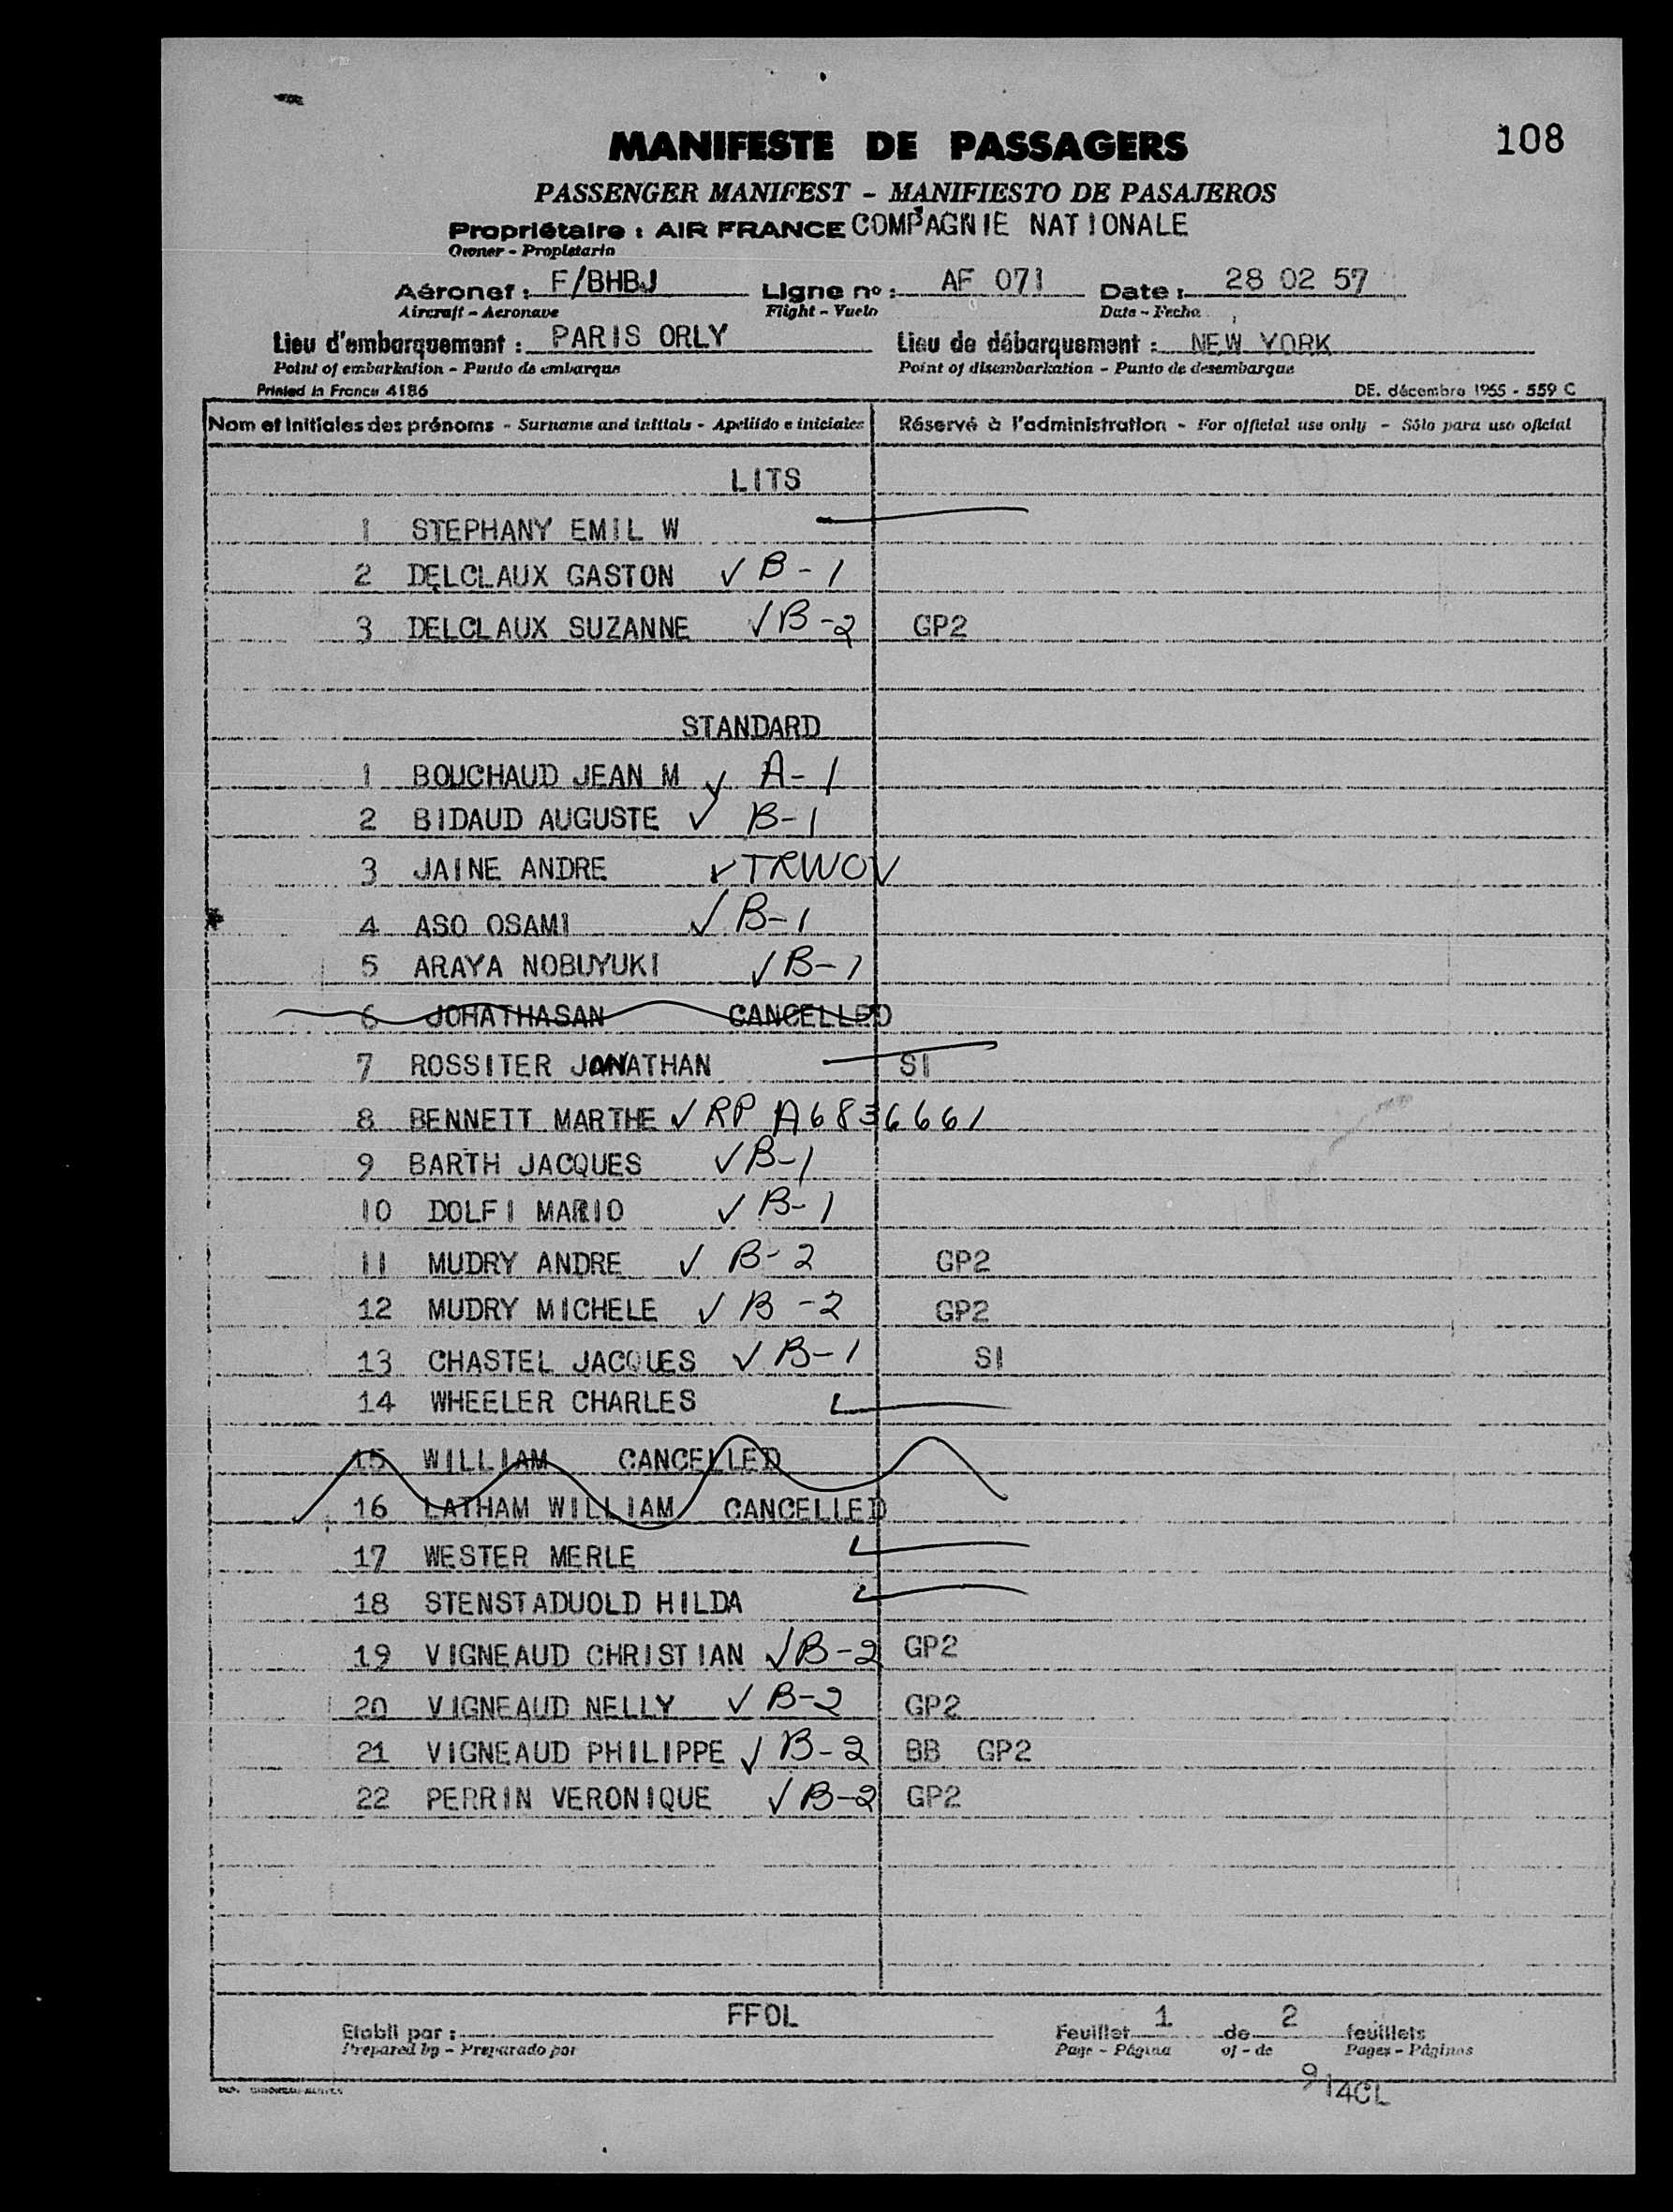 108
MANIFESTE DE PASSAGERS
PASSENGER MANIFEST - MANIFIESTO DE PASAJEROS
Propriétaire : AIR FRANCE COMPAGNIE NATIONALE
Owner - Propietario
Aéronef : F/BHBJ Ligne no : AF 071 Date : 28 02 57
Aircraft - Aeronave Flight - Vuelo Date - Fecha
Lieu d'embarquement : PARIS ORLY Lieu de débarquement : NEW YORK
Point of embarkation - Punto de embarque Point of disembarkation - Punto de desembarque
Printed in France 4186 DE. décembre 1955 - 559 C
Nom et Initiales des prénoms - Surname and initials - Apellido e iniciales Réservé à l'administration - For official use only - Sólo para uso oficial
LITS
1 STEPHANY EMIL W
2 DELCLAUX GASTON ✓ B-1
3 DELCLAUX SUZANNE ✓ B-2 GP2
STANDARD
1 BOUCHAUD JEAN M ✓ A-1
2 BIDAUD AUGUSTE ✓ B-1
3 JAINE ANDRE ✓ TRWOV
4 ASO OSAMI ✓ B-1
5 ARAYA NOBUYUKI ✓ B-1
6 JOHATHASAN CANCELLED
7 ROSSITER JONATHAN SI
8 BENNETT MARTHE ✓ RP A6836661
9 BARTH JACQUES ✓ B-1
10 DOLFI MARIO ✓ B-1
11 MUDRY ANDRE ✓ B-2 GP2
12 MUDRY MICHELE ✓ B-2 GP2
13 CHASTEL JACQUES ✓ B-1 SI
14 WHEELER CHARLES
15 WILLIAM CANCELLED
16 LATHAM WILLIAM CANCELLED
17 WESTER MERLE
18 STENSTADUOLD HILDA
19 VIGNEAUD CHRISTIAN ✓ B-2 GP2
20 VIGNEAUD NELLY ✓ B-2 GP2
21 VIGNEAUD PHILIPPE ✓ B-2 BB GP2
22 PERRIN VERONIQUE ✓ B-2 GP2
Etabli par : FFOL Feuillet 1 de 2 feuillets
Prepared by - Preparado por Page - Página of - de Pages - Páginas
914CL